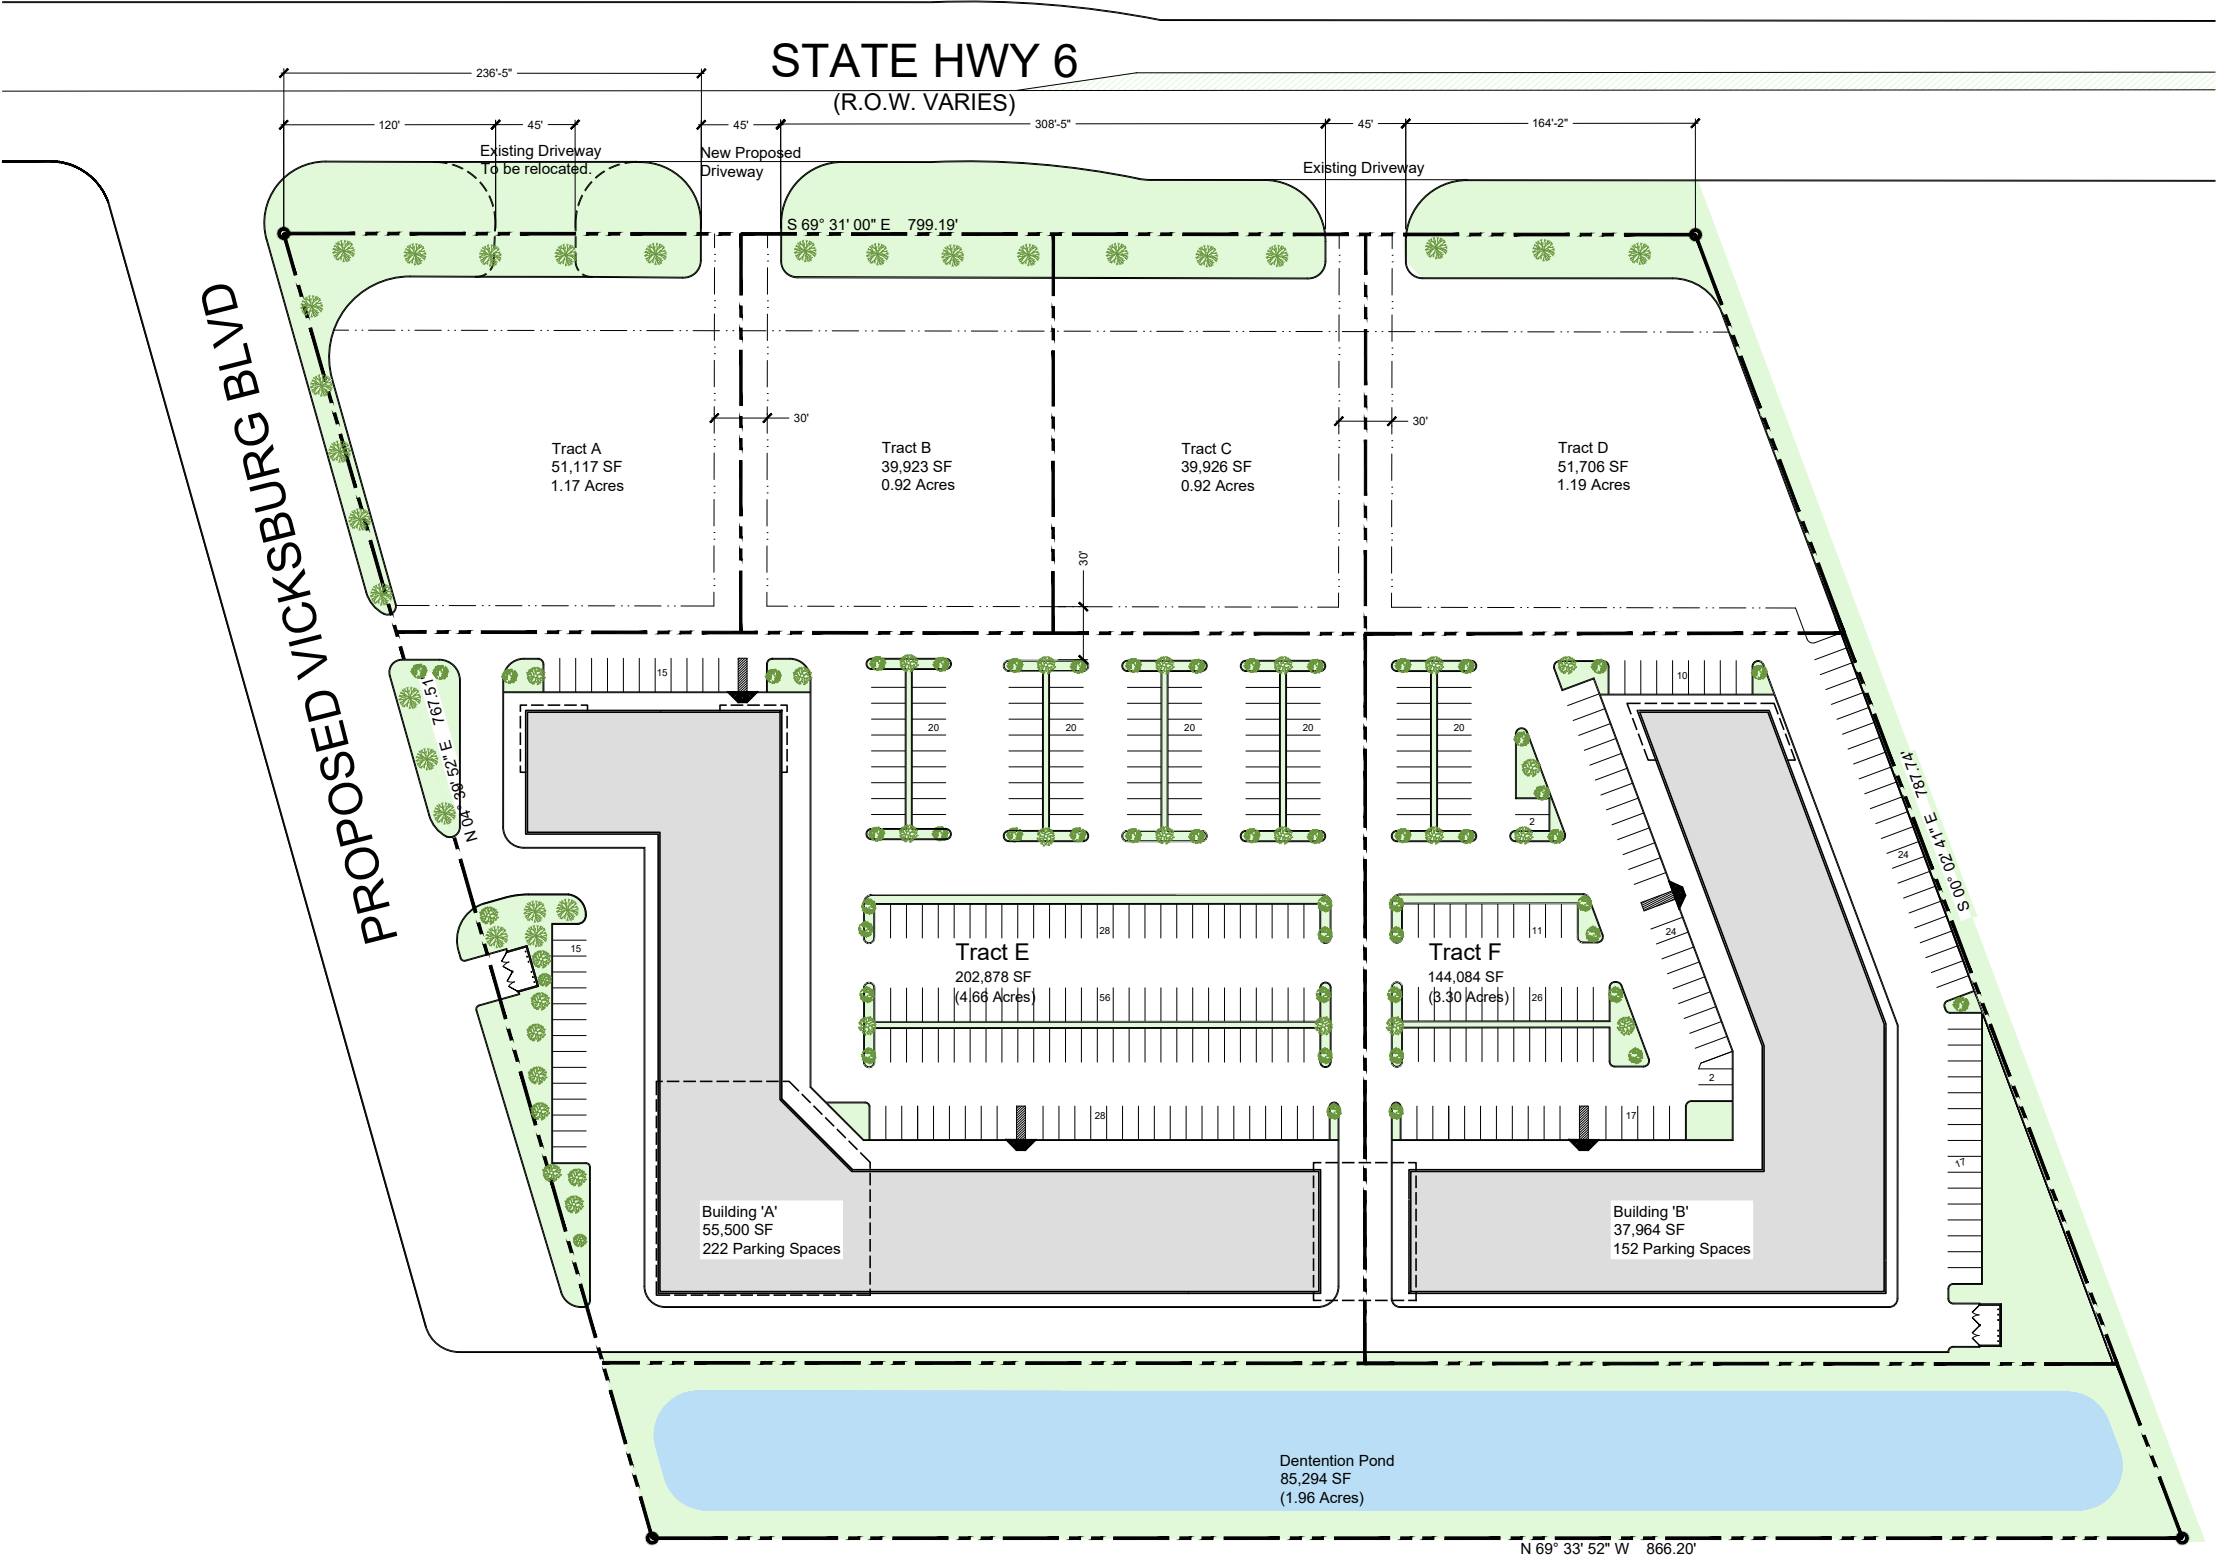 STATE HWY 6
(R.O.W. VARIES)
236'-5"
120'
45'
45'
308'-5"
45'
164'-2"
Existing Driveway
To be relocated.
New Proposed
Driveway
Existing Driveway
S 69° 31' 00" E 799.19'
PROPOSED VICKSBURG BLVD
30'
30'
Tract A
51,117 SF
1.17 Acres
Tract B
39,923 SF
0.92 Acres
Tract C
39,926 SF
0.92 Acres
Tract D
51,706 SF
1.19 Acres
30'
N 04° 39' 52" E 767.51
15
20
20
20
20
20
10
2
24
S 00° 02' 41" E 787.74'
15
28
11
24
Tract E
202,878 SF
(4.66 Acres)
56
Tract F
144,084 SF
(3.30 Acres)
26
2
28
17
17
Building 'A'
55,500 SF
222 Parking Spaces
Building 'B'
37,964 SF
152 Parking Spaces
Dentention Pond
85,294 SF
(1.96 Acres)
N 69° 33' 52" W 866.20'